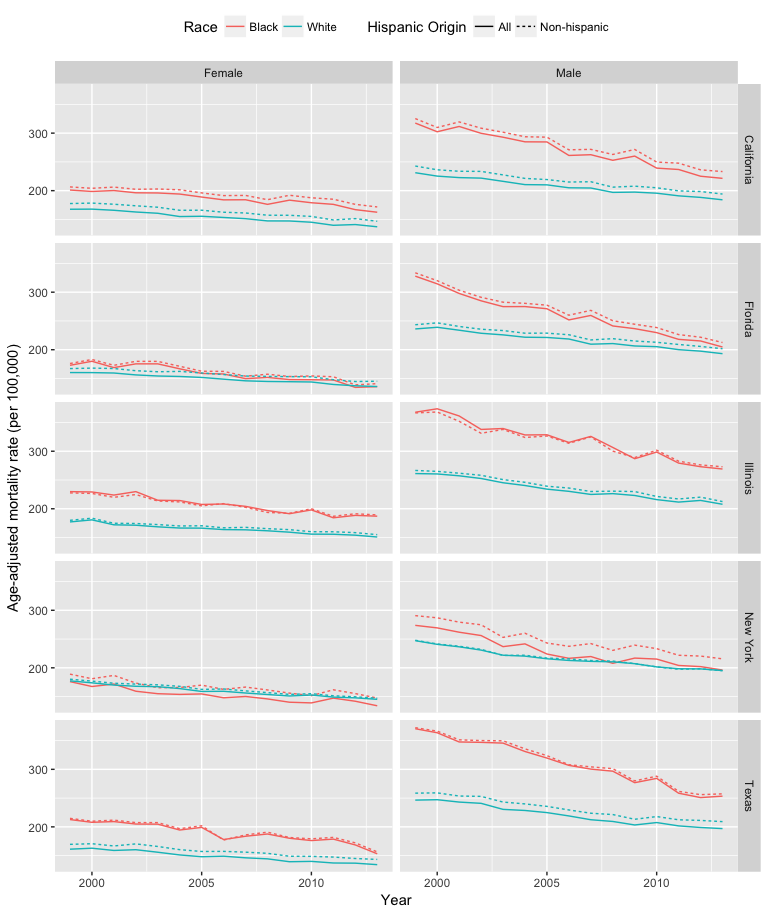 Race Black White Hispanic Origin All Non-hispanic
Female Male
300
200
California
300
200
Florida
Age-adjusted mortality rate (per 100,000)
300
200
Illinois
300
200
New York
300
200
Texas
2000 2005 2010 2000 2005 2010
Year